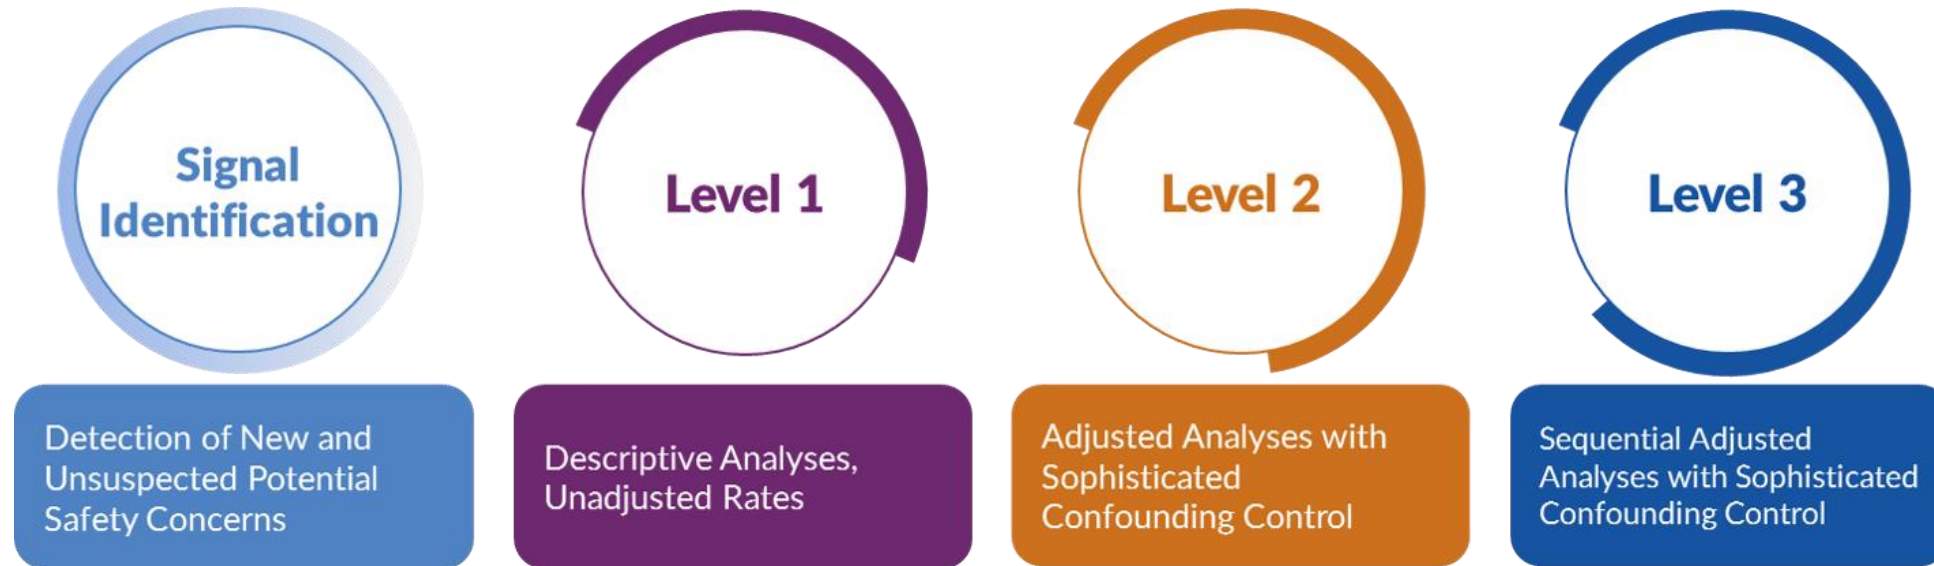 Signal
Identification
Level 1
Level 2
Level 3
Detection of New and
Unsuspected Potential
Safety Concerns
Descriptive Analyses,
Unadjusted Rates
Adjusted Analyses with
Sophisticated
Confounding Control
Sequential Adjusted
Analyses with Sophisticated
Confounding Control